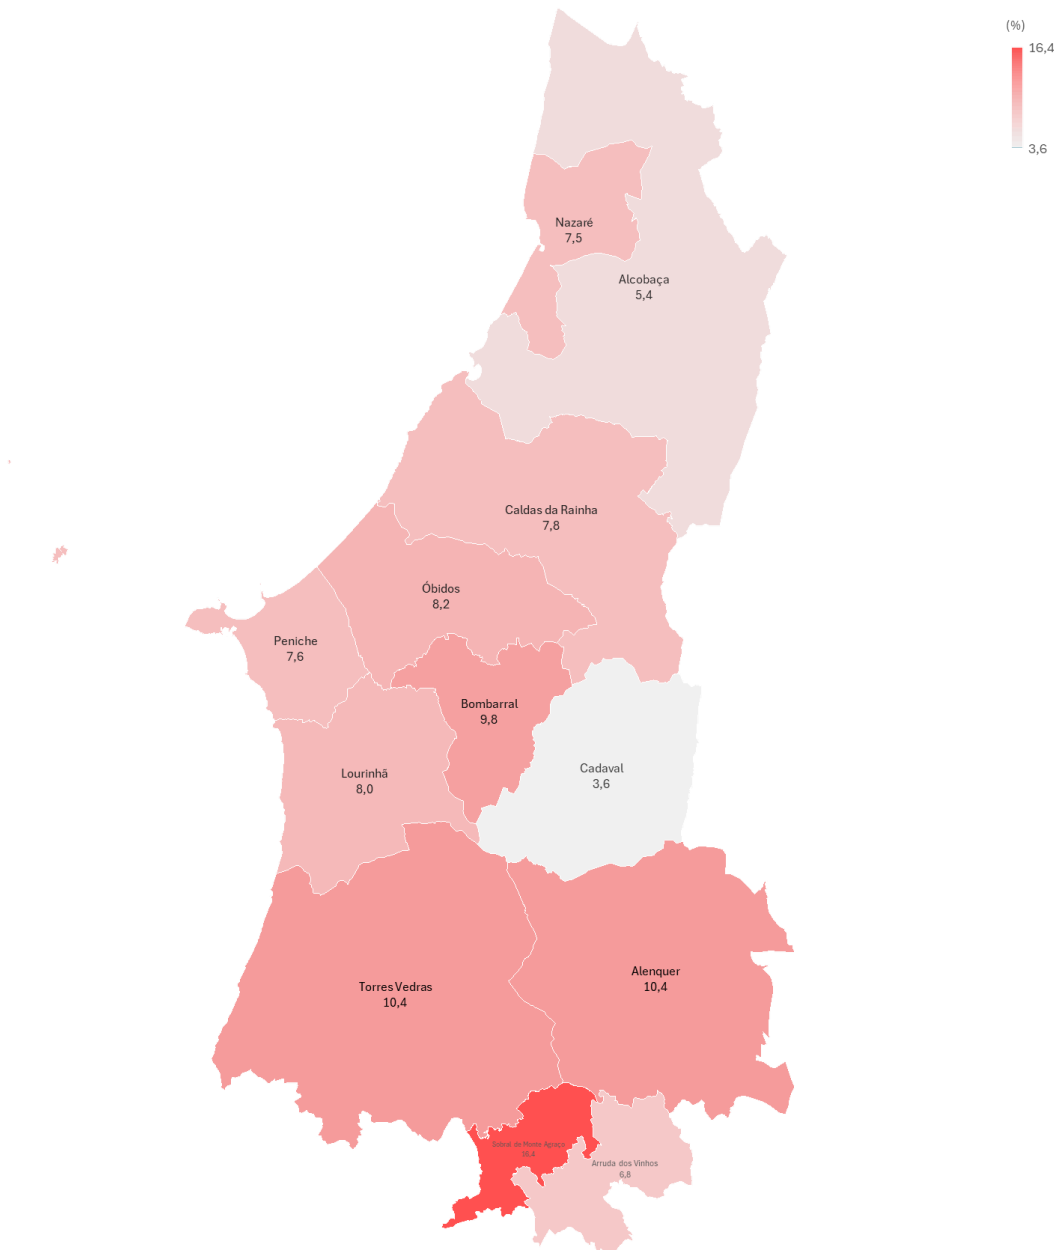 (%)
16,4
3,6
Nazaré
7,5
Alcobaça
5,4
Caldas da Rainha
7,8
Óbidos
8,2
Peniche
7,6
Bombarral
9,8
Lourinhã
8,0
Cadaval
3,6
Torres Vedras
10,4
Alenquer
10,4
Sobral de Monte Agraço
16,4
Arruda dos Vinhos
6,8